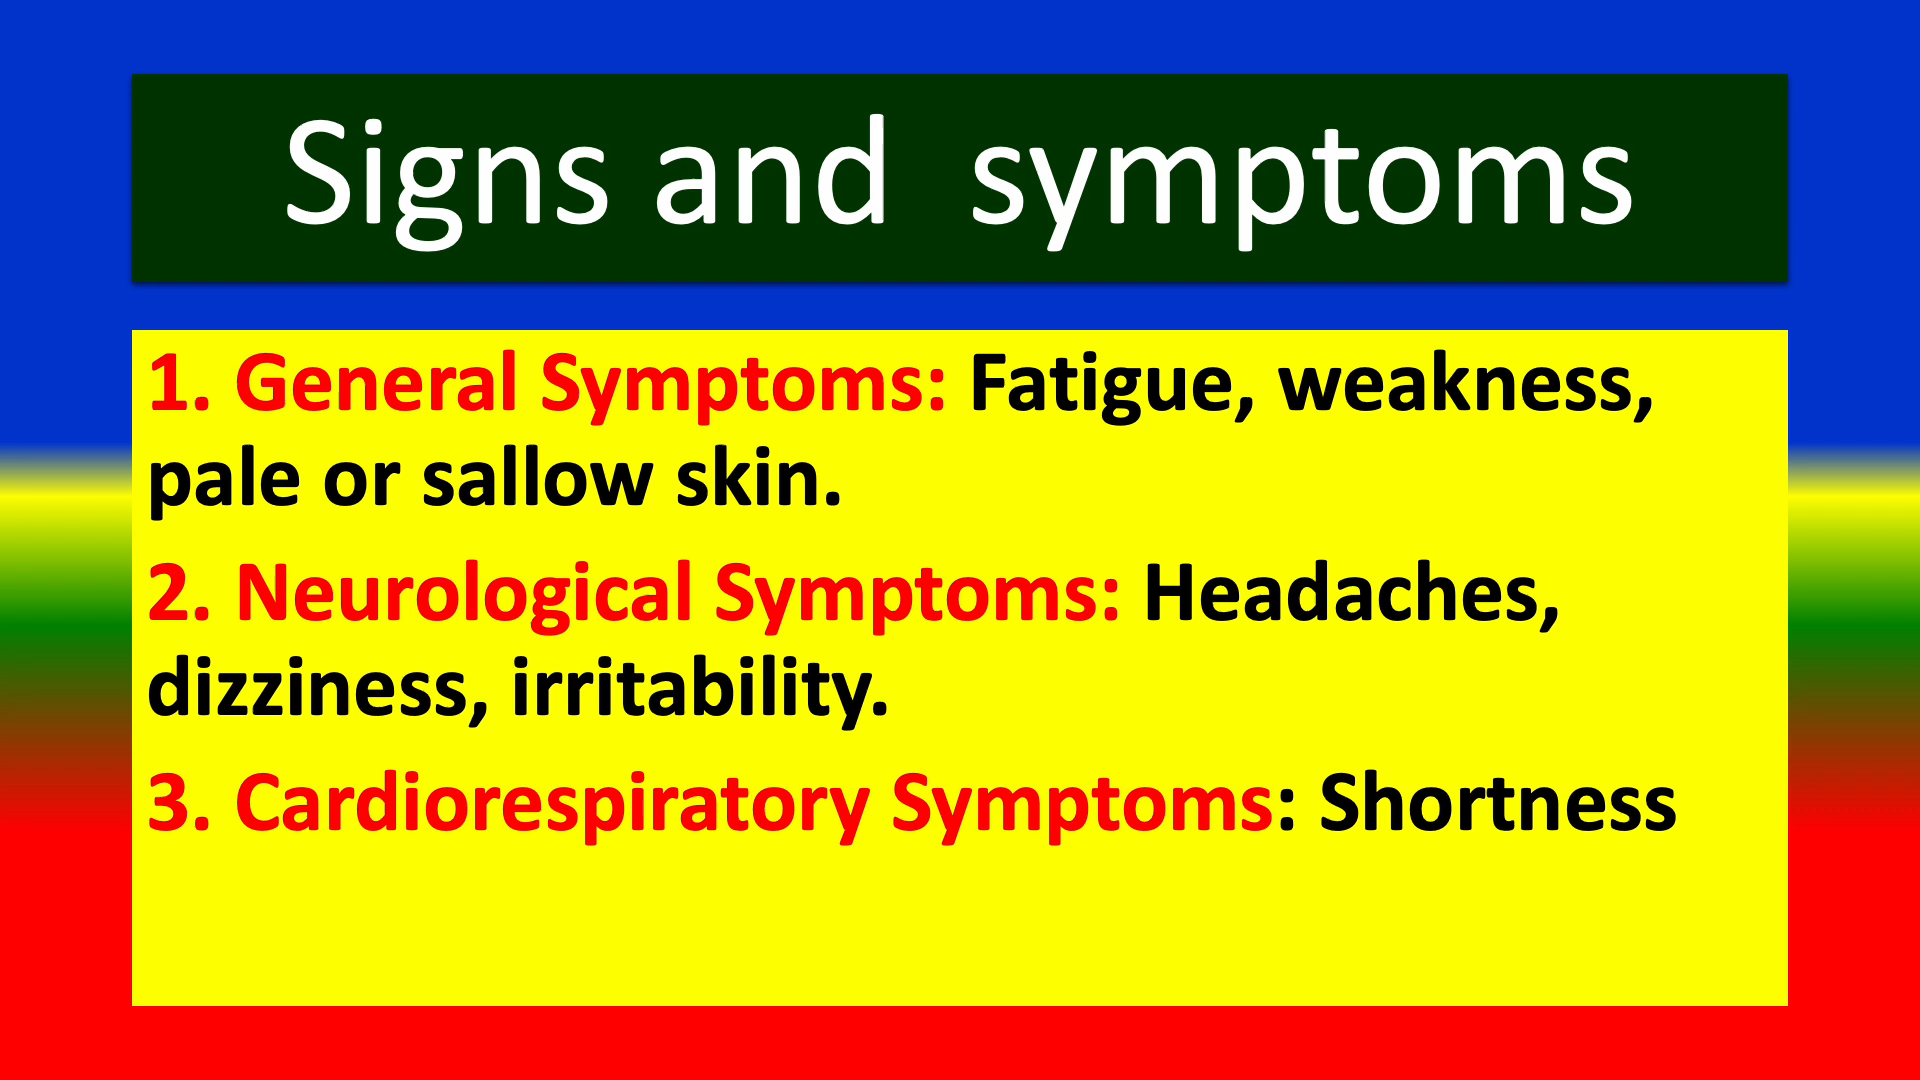 Signs and  symptoms
1. General Symptoms: Fatigue, weakness,
pale or sallow skin.
2. Neurological Symptoms: Headaches,
dizziness, irritability.
3. Cardiorespiratory Symptoms: Shortness